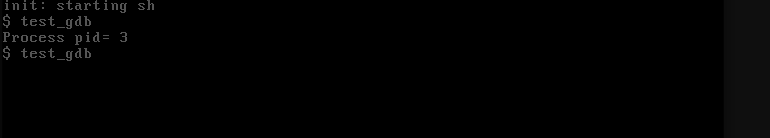 init: starting sh
$ test_gdb
Process pid= 3
$ test_gdb